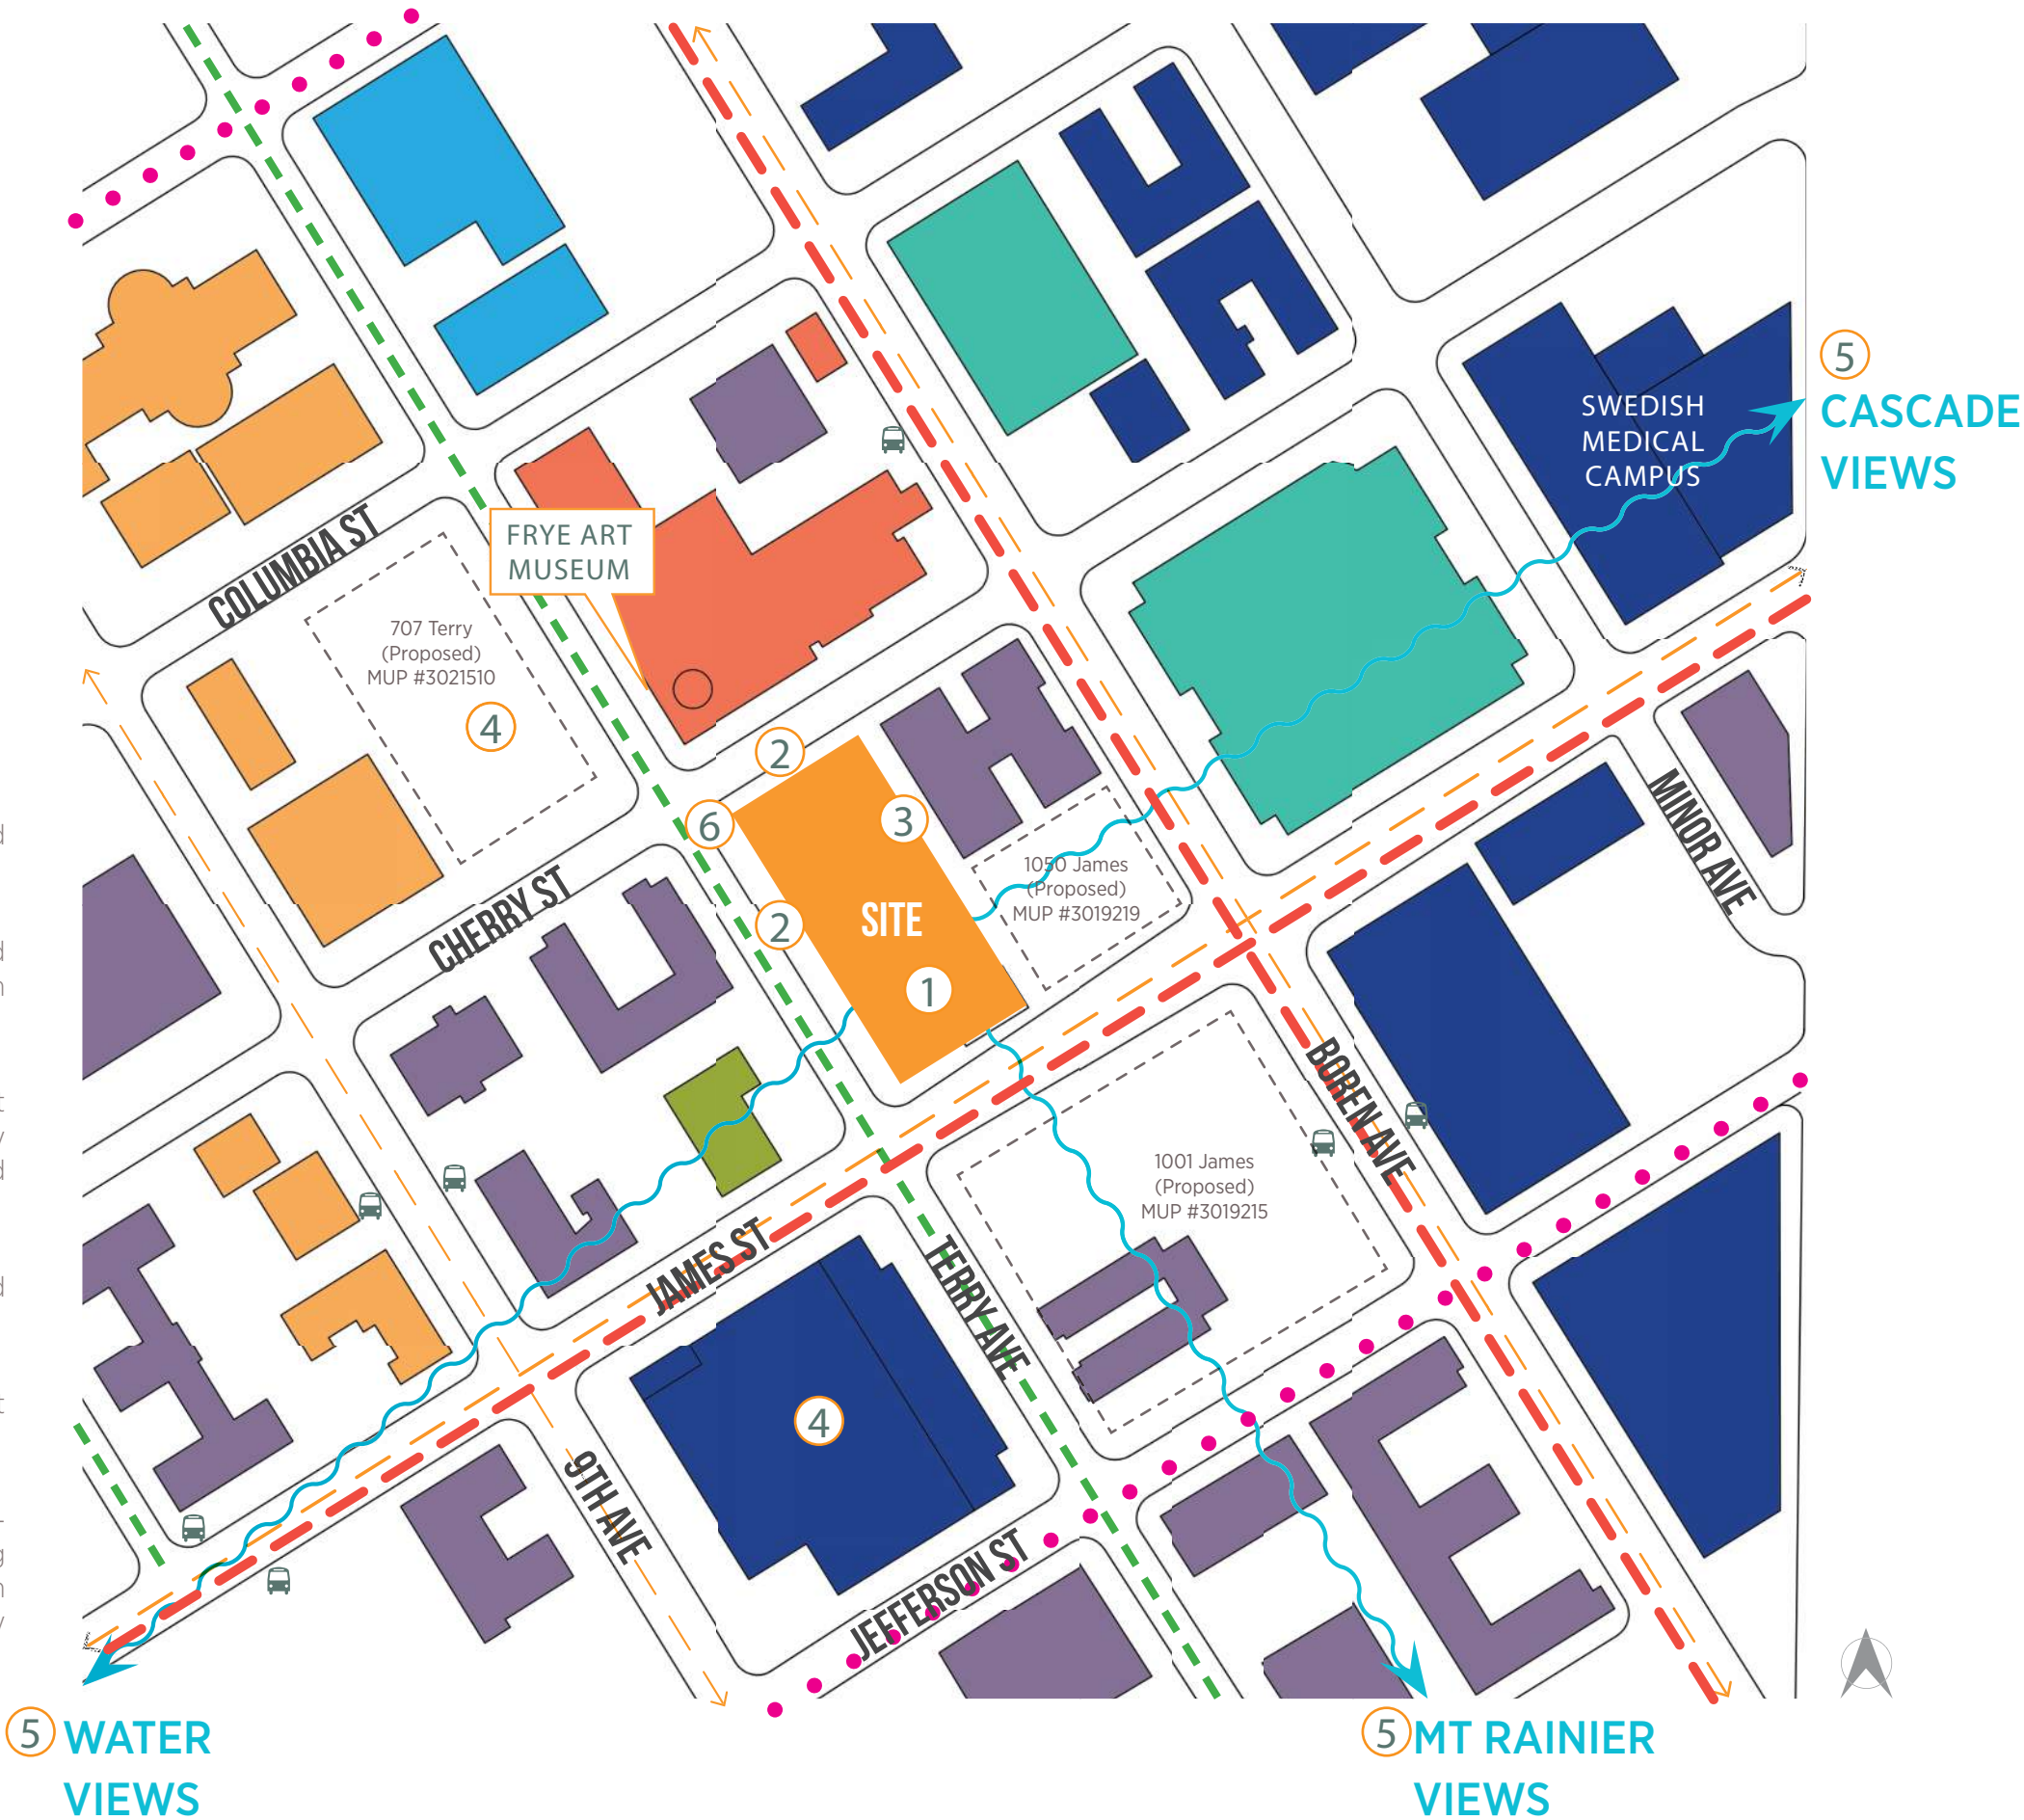 5
CASCADE
VIEWS
SWEDISH
MEDICAL
CAMPUS
COLUMBIA ST
FRYE ART
MUSEUM
707 Terry
(Proposed)
MUP #3021510
4
2
6
3
MINOR AVE
1050 James
(Proposed)
MUP #3019219
CHERRY ST
2
SITE
1
BOREN AVE
1001 James
(Proposed)
MUP #3019215
JAMES ST
TERRY AVE
4
9TH AVE
JEFFERSON ST
5
WATER
VIEWS
5
MT RAINIER
VIEWS